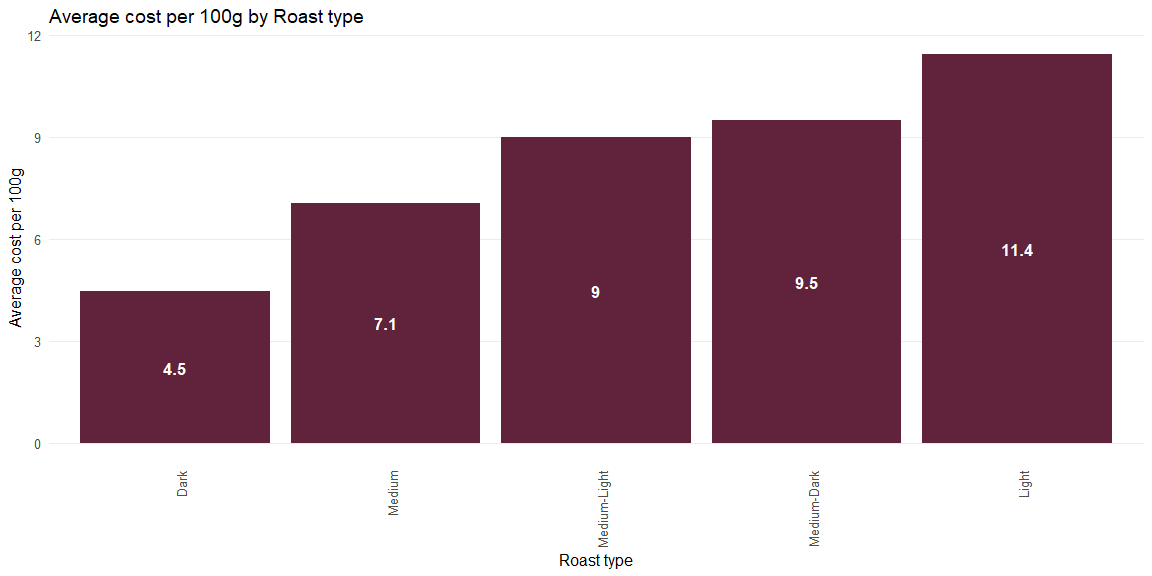 Average cost per 100g by Roast type
Average cost per 100g
12
9
6
3
0
4.5
7.1
9
9.5
11.4
Dark
Medium
Medium-Light
Medium-Dark
Light
Roast type